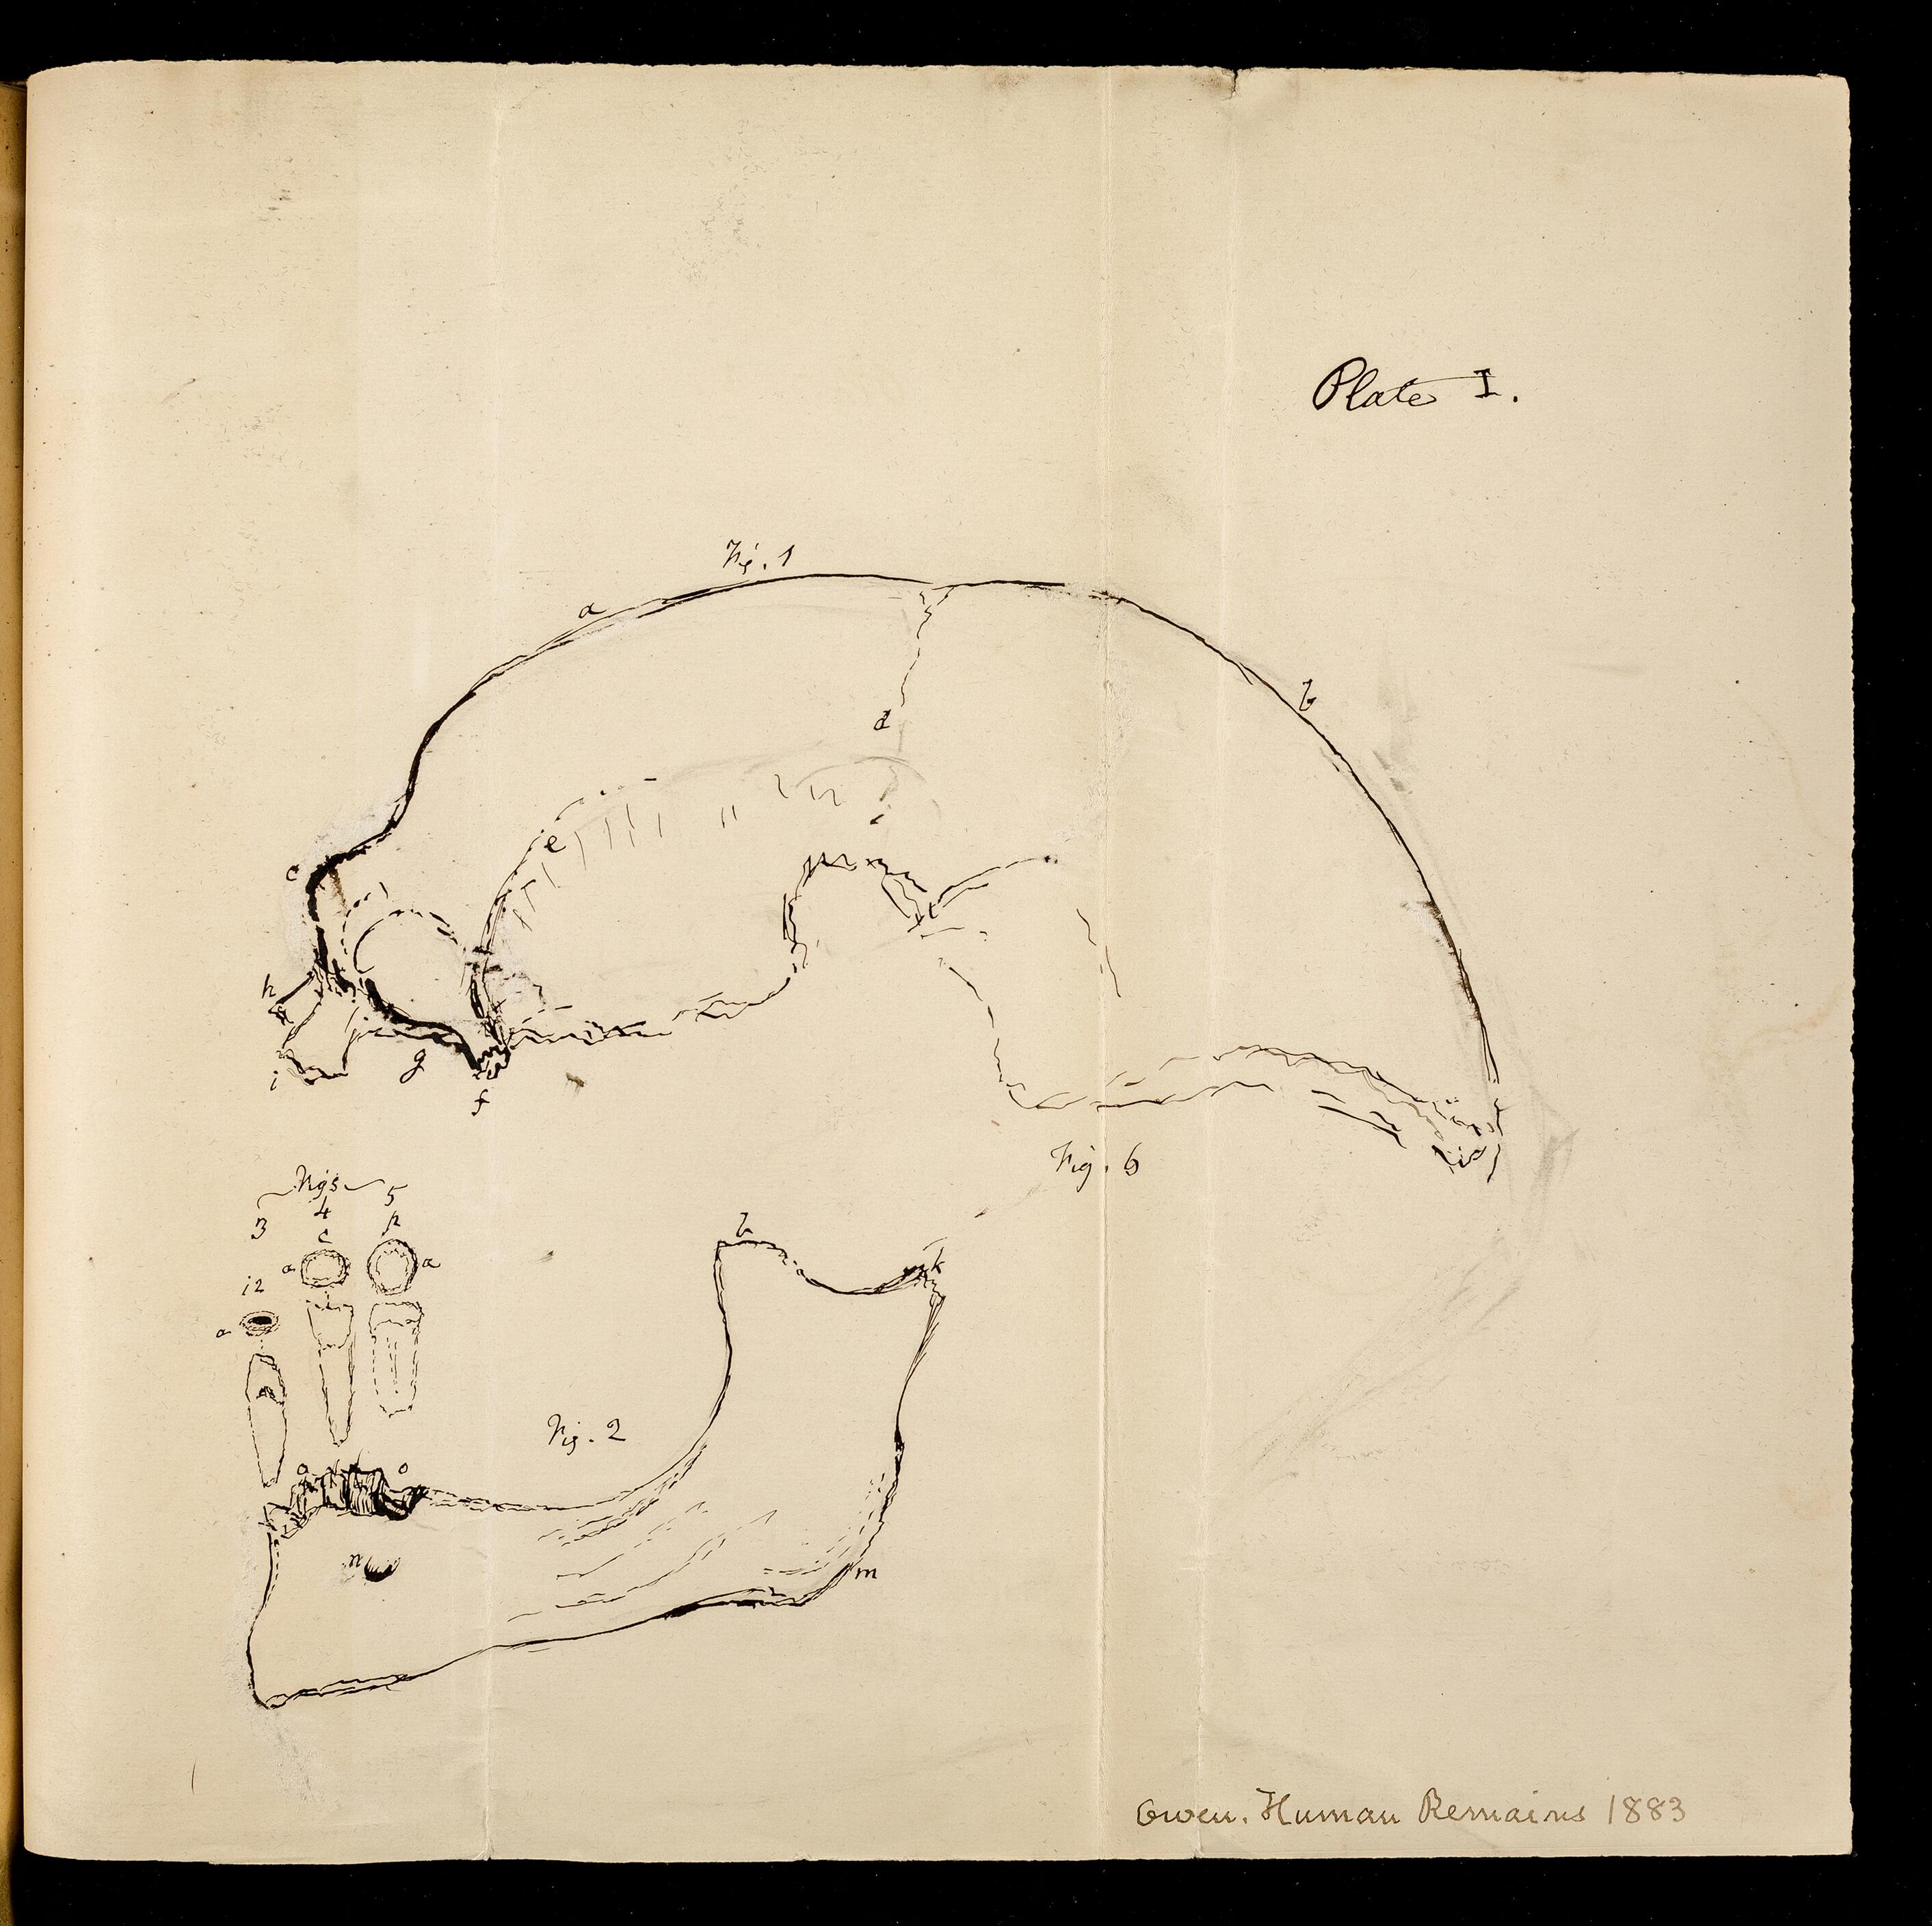 Plate I.
Fig. 1
a
b
d
e
c
h
i
g
f
Fig. 6
Figs
3 4 5
c p
a a
i2
a
b
k
Fig. 2
o o
n
m
Owen. Human Remains 1883